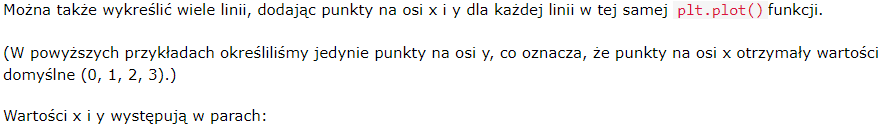 Można także wykreślić wiele linii, dodając punkty na osi x i y dla każdej linii w tej samej plt.plot() funkcji.
(W powyższych przykładach określiliśmy jedynie punkty na osi y, co oznacza, że punkty na osi x otrzymały wartości
domyślne (0, 1, 2, 3).)
Wartości x i y występują w parach: